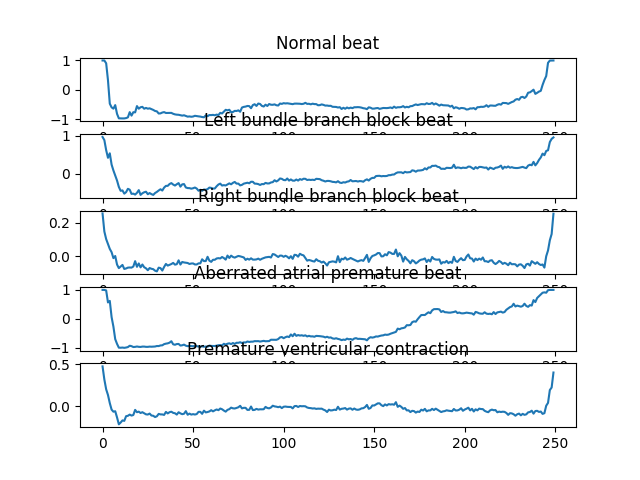 Normal beat
1
0
−1
0 50 100 150 200 250
Left bundle branch block beat
1
0
Right bundle branch block beat
0.2
0.0
Aberrated atrial premature beat
1
0
−1
Premature ventricular contraction
0.5
0.0
0 50 100 150 200 250